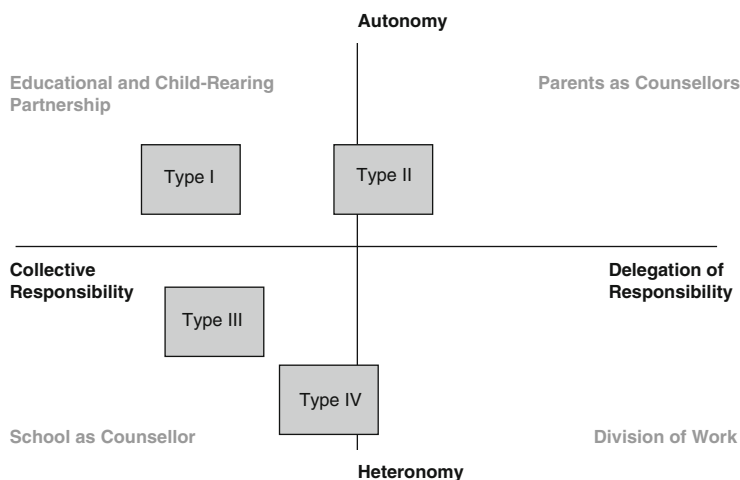 Autonomy
Educational and Child-Rearing
Partnership
Parents as Counsellors
Type I
Type II
Collective
Responsibility
Delegation of
Responsibility
Type III
Type IV
School as Counsellor
Division of Work
Heteronomy